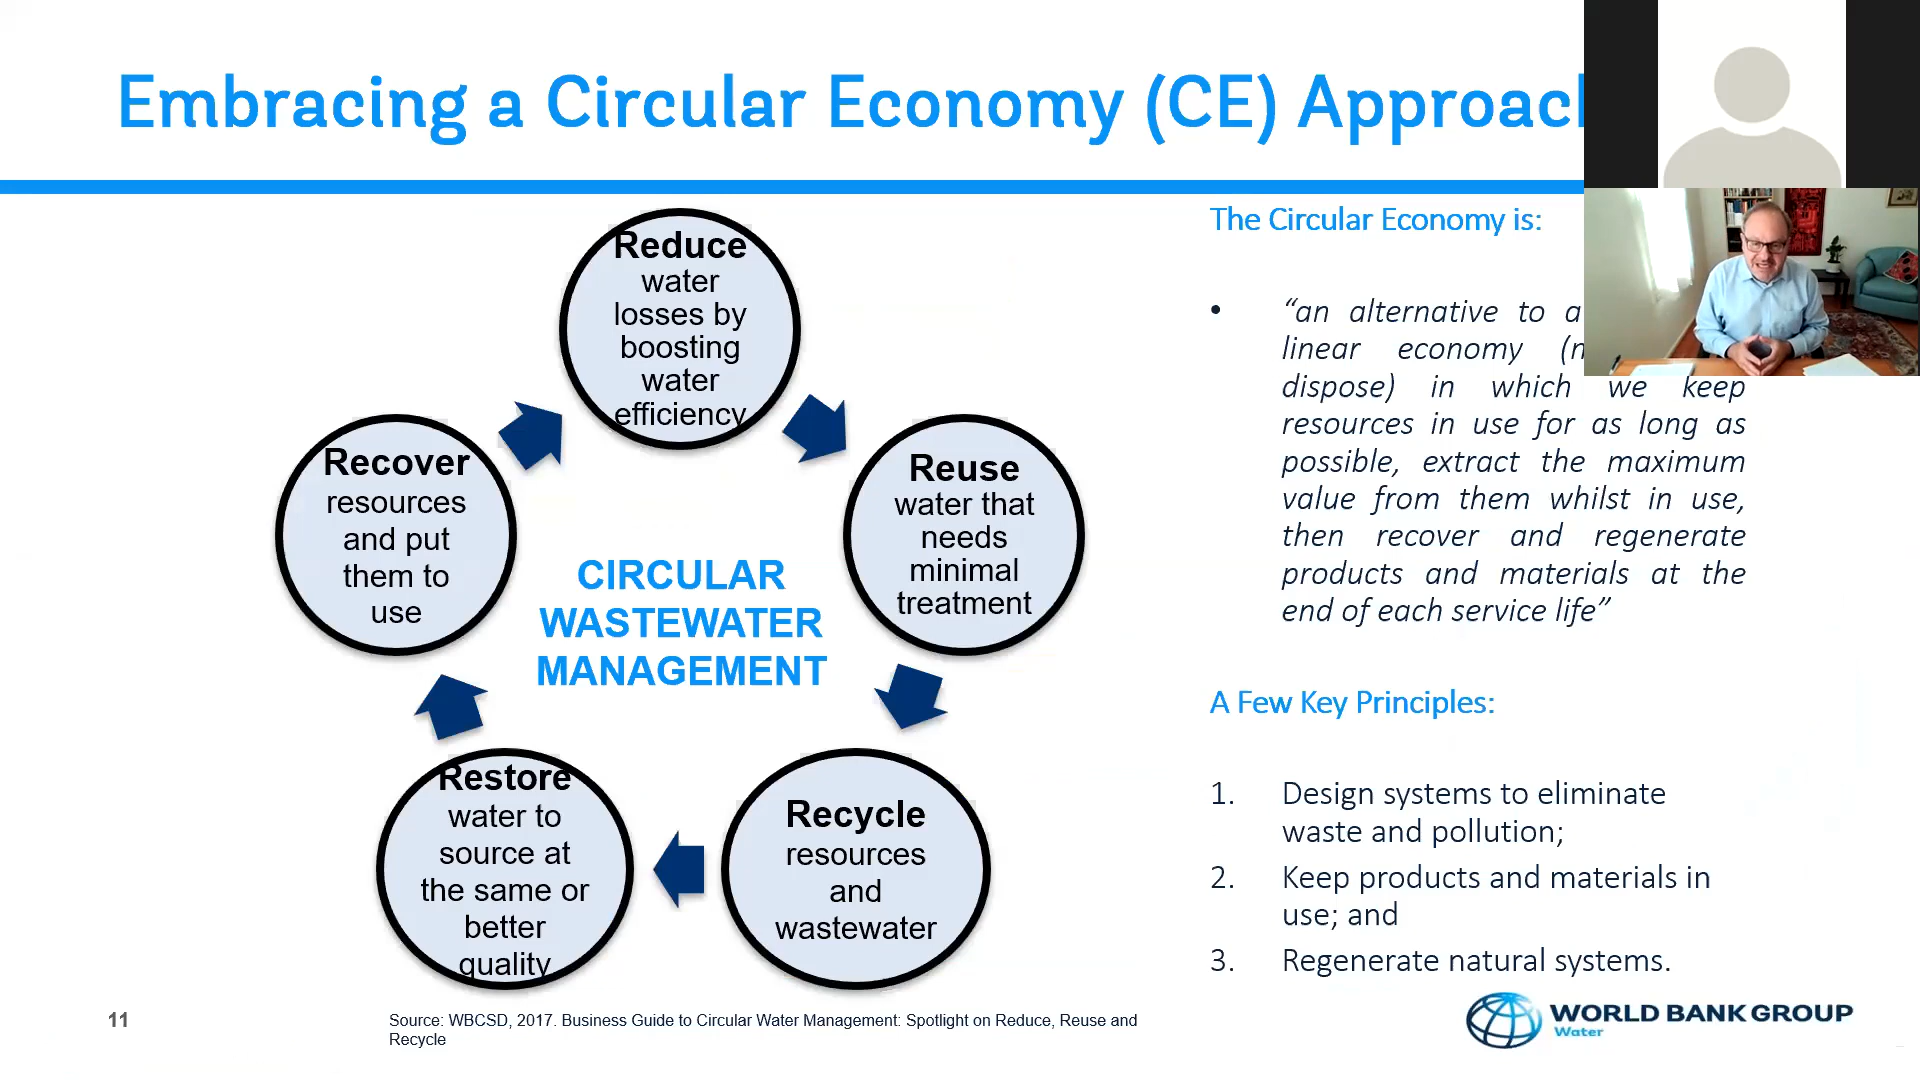 Embracing a Circular Economy (CE) Approach
Reduce
water
losses by
boosting
water
efficiency
Reuse
water that
needs
minimal
treatment
Recycle
resources
and
wastewater
Restore
water to
source at
the same or
better
quality
Recover
resources
and put
them to
use
CIRCULAR
WASTEWATER
MANAGEMENT
The Circular Economy is:
• “an alternative to a
linear economy
dispose) in which we keep
resources in use for as long as
possible, extract the maximum
value from them whilst in use,
then recover and regenerate
products and materials at the
end of each service life”
A Few Key Principles:
1. Design systems to eliminate
waste and pollution;
2. Keep products and materials in
use; and
3. Regenerate natural systems.
11
Source: WBCSD, 2017. Business Guide to Circular Water Management: Spotlight on Reduce, Reuse and
Recycle
WORLD BANK GROUP
Water